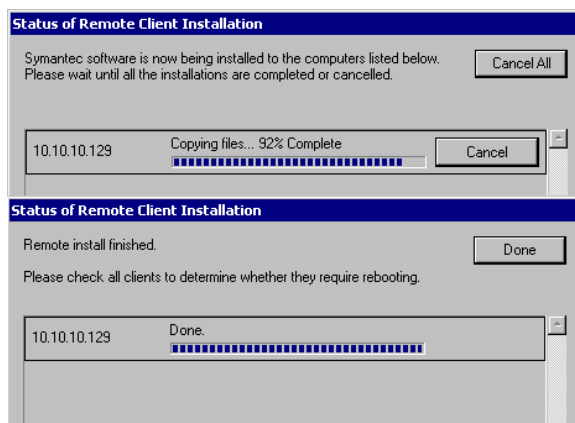 Status of Remote Client Installation
Symantec software is now being installed to the computers listed below.
Please wait until all the installations are completed or cancelled.
Cancel All
10.10.10.129
Copying files... 92% Complete
Cancel
Status of Remote Client Installation
Remote install finished.
Done
Please check all clients to determine whether they require rebooting.
10.10.10.129
Done.